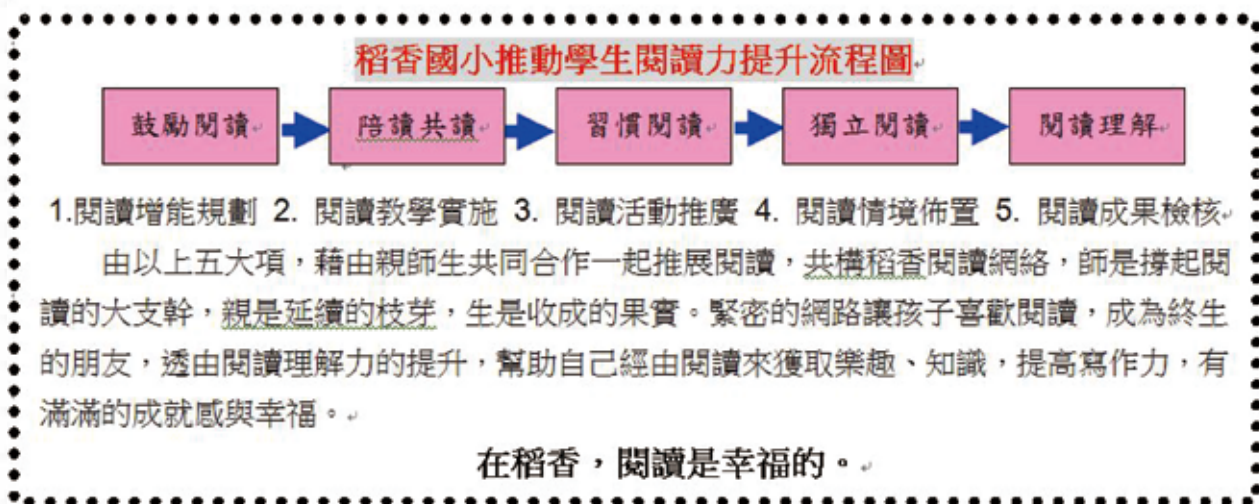 稻香國小推動學生閱讀力提升流程圖
鼓勵閱讀 陪讀共讀 習慣閱讀 獨立閱讀 閱讀理解
1.閱讀增能規劃 2. 閱讀教學實施 3. 閱讀活動推廣 4. 閱讀情境佈置 5. 閱讀成果檢核
由以上五大項，藉由親師生共同合作一起推展閱讀，共構稻香閱讀網絡，師是撐起閱
讀的大支幹，親是延續的枝芽，生是收成的果實。緊密的網路讓孩子喜歡閱讀，成為終生
的朋友，透由閱讀理解力的提升，幫助自己經由閱讀來獲取樂趣、知識，提高寫作力，有
滿滿的成就感與幸福。
在稻香，閱讀是幸福的。